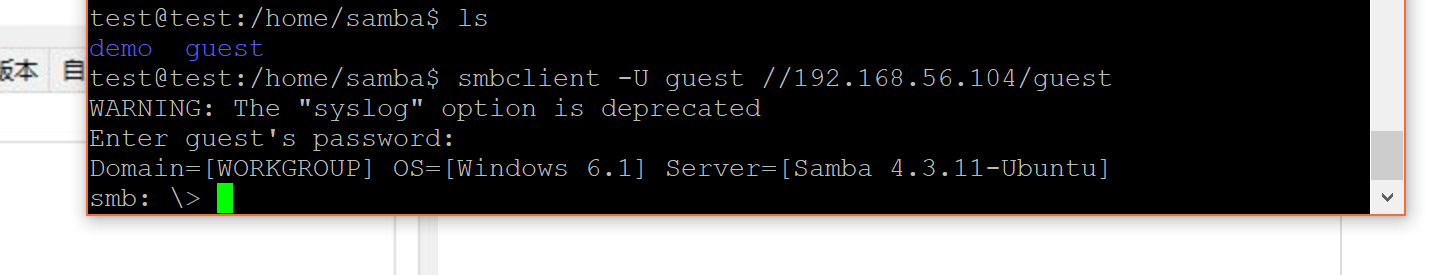 test@test:/home/samba$ ls
demo  guest
版本 自
test@test:/home/samba$ smbclient -U guest //192.168.56.104/guest
WARNING: The "syslog" option is deprecated
Enter guest's password:
Domain=[WORKGROUP] OS=[Windows 6.1] Server=[Samba 4.3.11-Ubuntu]
smb: \>